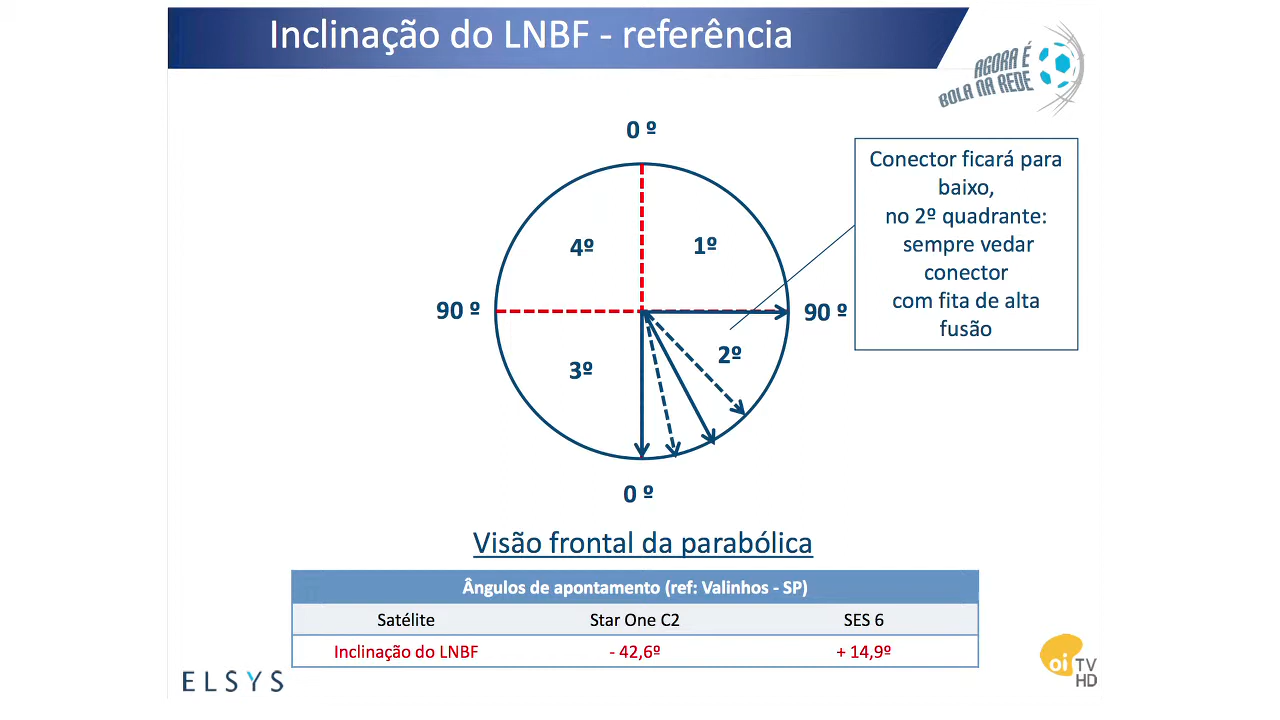 Inclinação do LNBF - referência
AGORA É
BOLA NA REDE
0 º
Conector ficará para
baixo,
no 2º quadrante:
sempre vedar
conector
com fita de alta
fusão
4º
1º
90 º
90 º
2º
3º
0 º
Visão frontal da parabólica
Ângulos de apontamento (ref: Valinhos - SP)
Satélite Star One C2 SES 6
Inclinação do LNBF - 42,6º + 14,9º
ELSYS
oi TV
HD